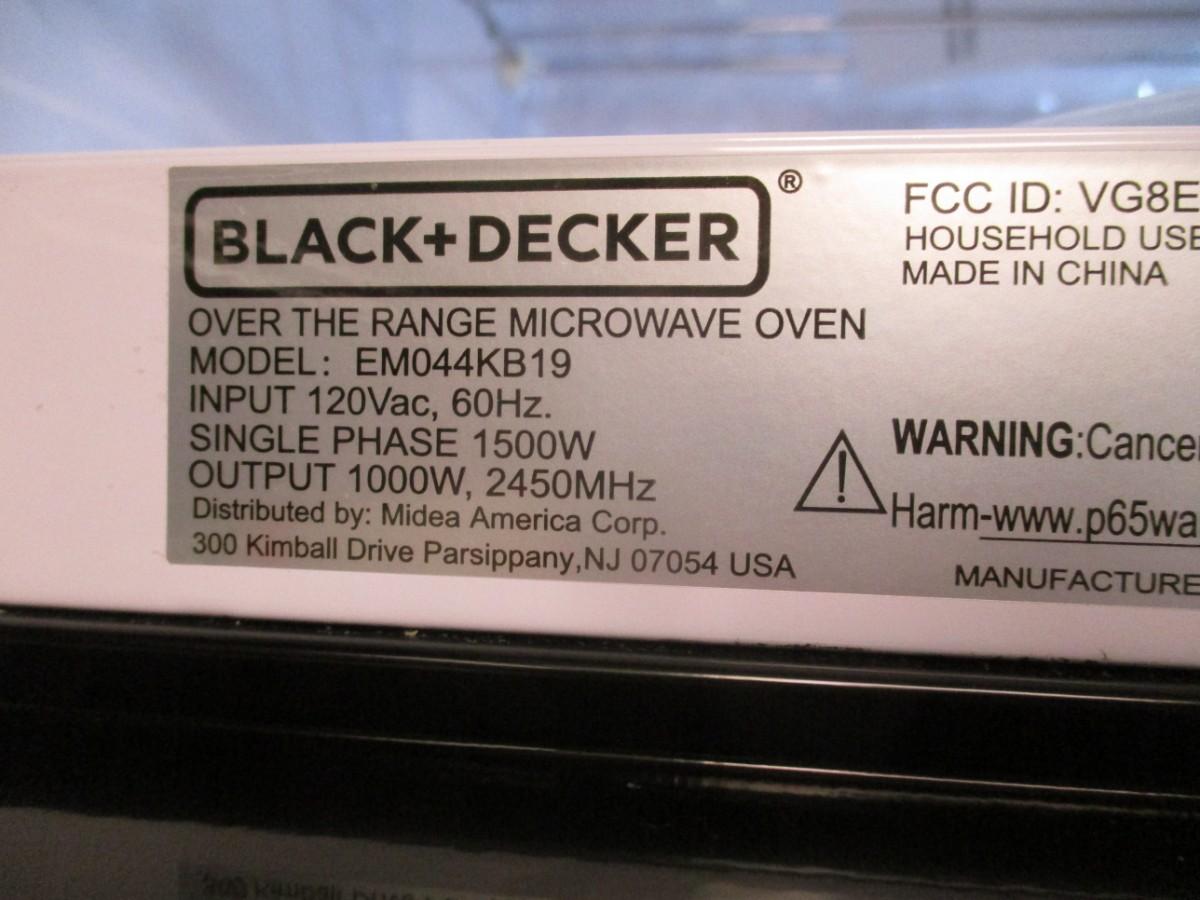 BLACK+DECKER®
OVER THE RANGE MICROWAVE OVEN
MODEL: EM044KB19
INPUT 120Vac, 60Hz.
SINGLE PHASE 1500W
OUTPUT 1000W, 2450MHz
Distributed by: Midea America Corp.
300 Kimball Drive Parsippany,NJ 07054 USA
FCC ID: VG8E
HOUSEHOLD USE
MADE IN CHINA
WARNING:Cancer
Harm-www.p65wa
MANUFACTURE